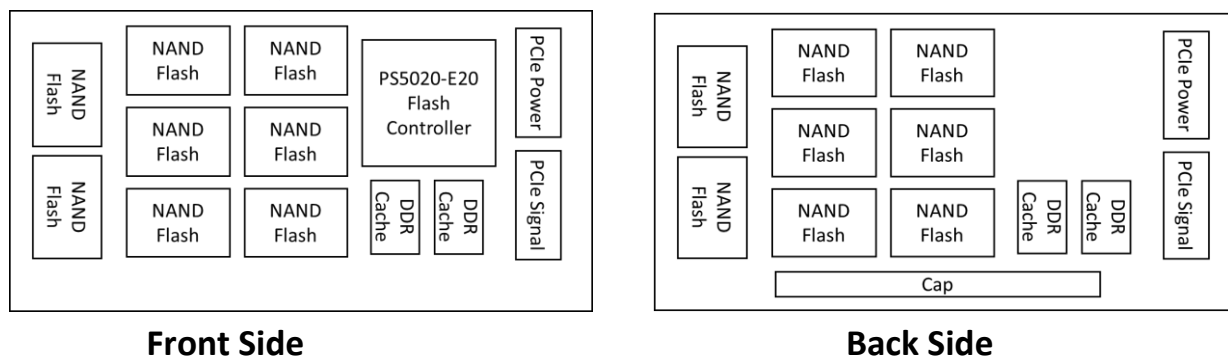 NAND
Flash
NAND
Flash
NAND
Flash
NAND
Flash
NAND
Flash
NAND
Flash
NAND
Flash
NAND
Flash
PS5020-E20
Flash
Controller
DDR
Cache
DDR
Cache
PCIe Power
PCIe Signal
Front Side
NAND
Flash
NAND
Flash
NAND
Flash
NAND
Flash
NAND
Flash
NAND
Flash
NAND
Flash
NAND
Flash
DDR
Cache
DDR
Cache
PCIe Power
PCIe Signal
Cap
Back Side